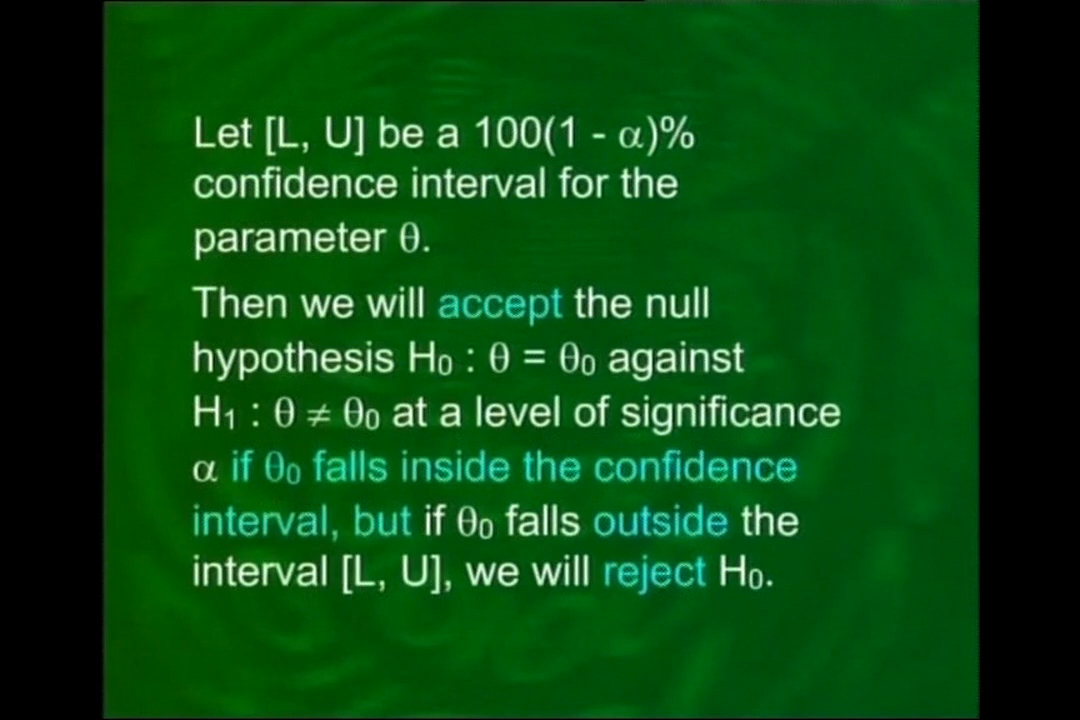 Let [L, U] be a 100(1 - α)%
confidence interval for the
parameter θ.
Then we will accept the null
hypothesis H₀ : θ = θ₀ against
H₁ : θ ≠ θ₀ at a level of significance
α if θ₀ falls inside the confidence
interval, but if θ₀ falls outside the
interval [L, U], we will reject H₀.